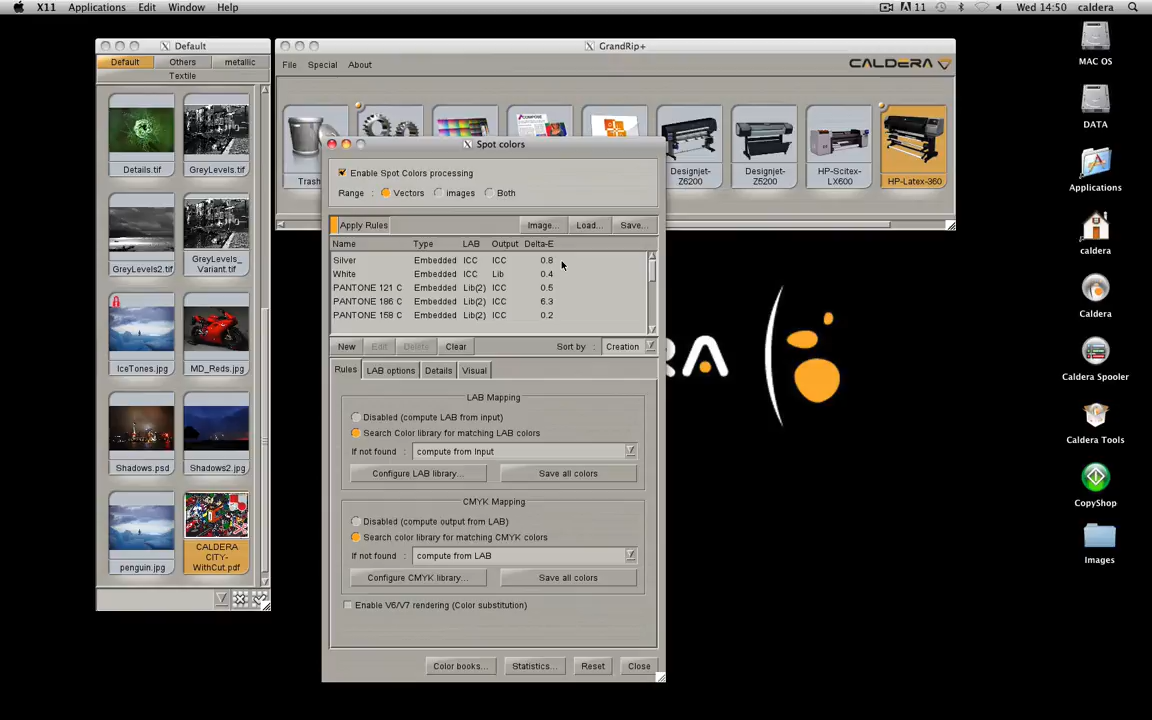 X11 Applications Edit Window Help
11 Wed 14:50 caldera
Default
Default Others metallic
Textile
Details.tif GreyLevels.tif
GreyLevels2.tif GreyLevels_
Variant.tif
IceTones.jpg MD_Reds.jpg
Shadows.psd Shadows2.jpg
penguin.jpg CALDERA
CITY-
WithCut.pdf
GrandRip+
File Special About
CALDERA
COMPOSE
Trash
Designjet-
Z6200
Designjet-
Z5200
HP-Scitex-
LX600
HP-Latex-360
Spot colors
Enable Spot Colors processing
Range : Vectors images Both
Apply Rules Image... Load... Save...
Name Type LAB Output Delta-E
Silver Embedded ICC ICC 0.8
White Embedded ICC Lib 0.4
PANTONE 121 C Embedded Lib(2) ICC 0.5
PANTONE 186 C Embedded Lib(2) ICC 6.3
PANTONE 158 C Embedded Lib(2) ICC 0.2
New Edit Delete Clear Sort by : Creation
Rules LAB options Details Visual
LAB Mapping
Disabled (compute LAB from input)
Search Color library for matching LAB colors
If not found : compute from Input
Configure LAB library... Save all colors
CMYK Mapping
Disabled (compute output from LAB)
Search color library for matching CMYK colors
If not found : compute from LAB
Configure CMYK library... Save all colors
Enable V6/V7 rendering (Color substitution)
Color books... Statistics... Reset Close
RA
MAC OS
DATA
Applications
caldera
Caldera
Caldera Spooler
Caldera Tools
CopyShop
Images